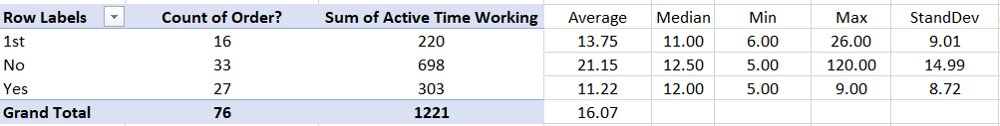 Row Labels Count of Order? Sum of Active Time Working Average Median Min Max StandDev
1st 16 220 13.75 11.00 6.00 26.00 9.01
No 33 698 21.15 12.50 5.00 120.00 14.99
Yes 27 303 11.22 12.00 5.00 9.00 8.72
Grand Total 76 1221 16.07